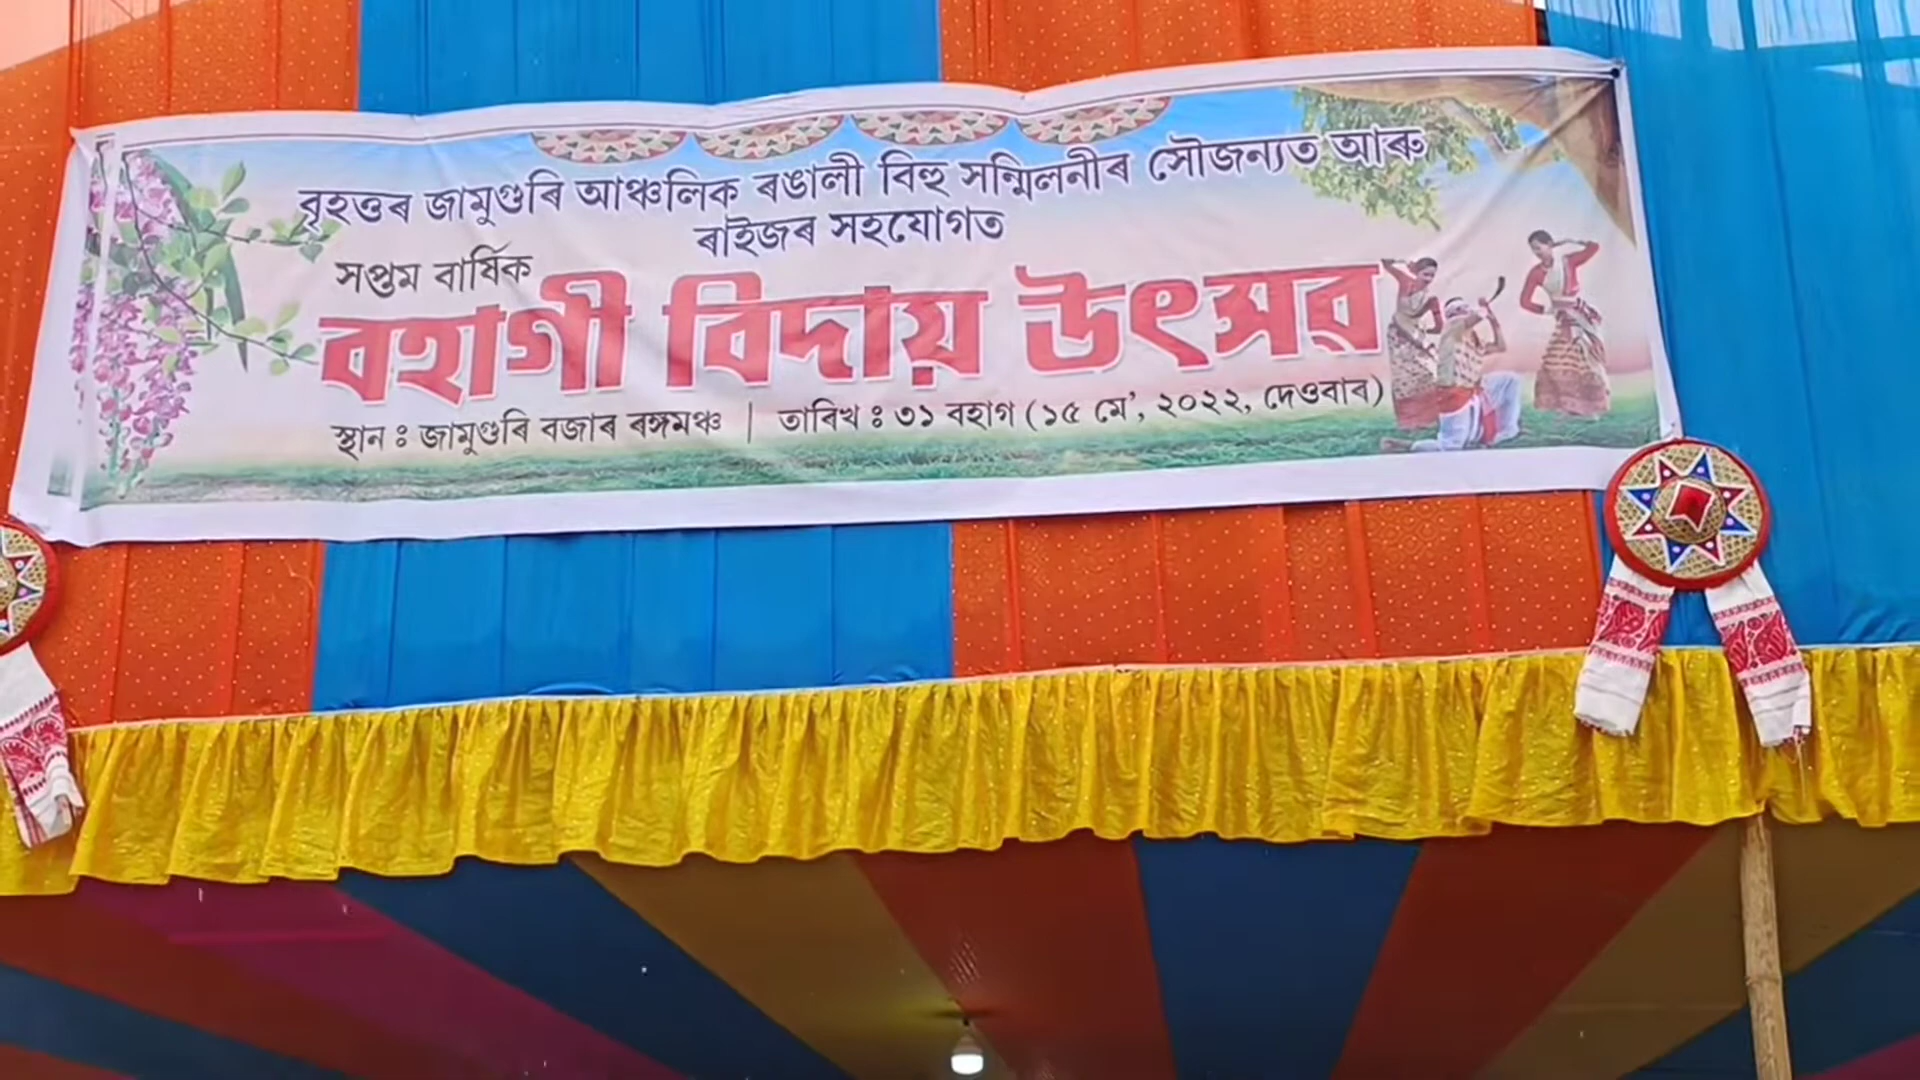 বৃহত্তৰ জামুগুৰি আঞ্চলিক ৰঙালী বিহু সন্মিলনীৰ সৌজন্যত আৰু
ৰাইজৰ সহযোগত
সপ্তম বাৰ্ষিক
বহাগী বিদায় উৎসৱ
স্থান ঃ জামুগুৰি বজাৰ ৰঙ্গমঞ্চ | তাৰিখ ঃ ৩১ বহাগ (১৫ মে', ২০২২, দেওবাৰ)